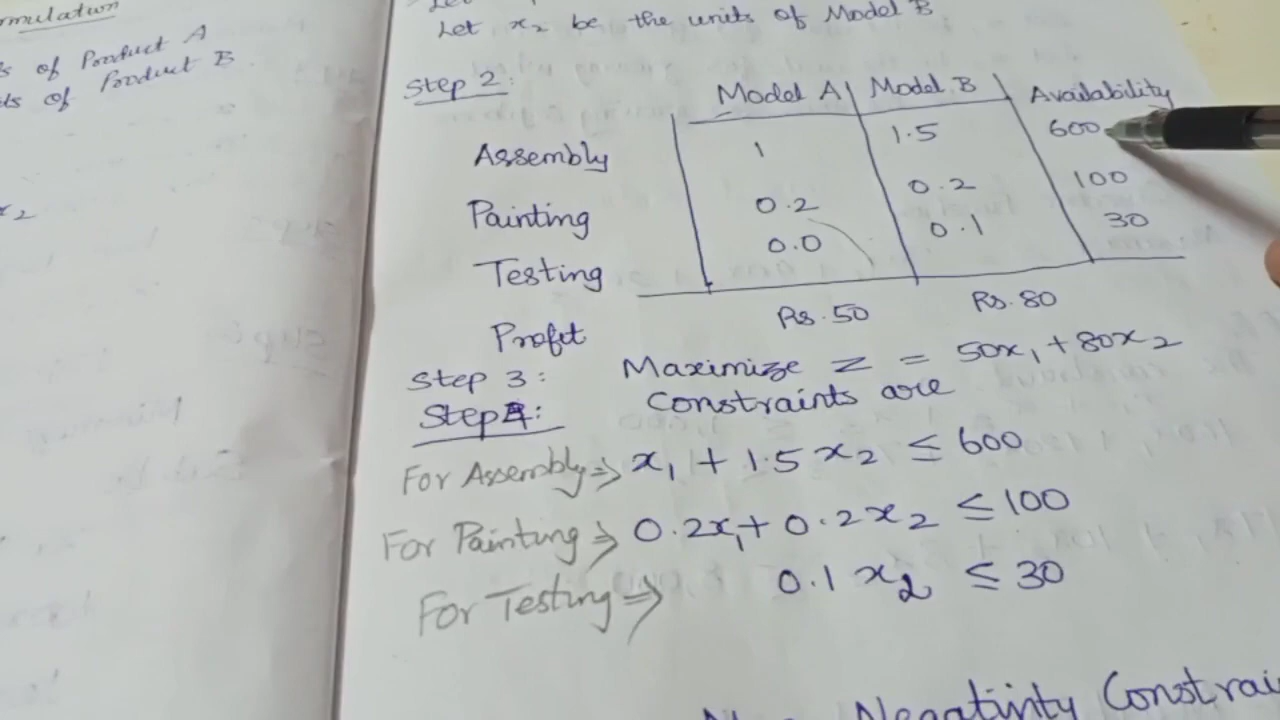 of Product A
of Product B
x2
Let x2 be the units of Model B
Step 2:
Model A Model B Availability
Assembly 1 1.5 600
Painting 0.2 0.2 100
Testing 0.0 0.1 30
Profit Rs.50 Rs.80
Step 3: Maximize Z = 50x1 + 80x2
Step 4: Constraints are
For Assembly ⇒ x1 + 1.5x2 ≤ 600
For Painting ⇒ 0.2x1 + 0.2x2 ≤ 100
For Testing ⇒ 0.1x2 ≤ 30
Negativity